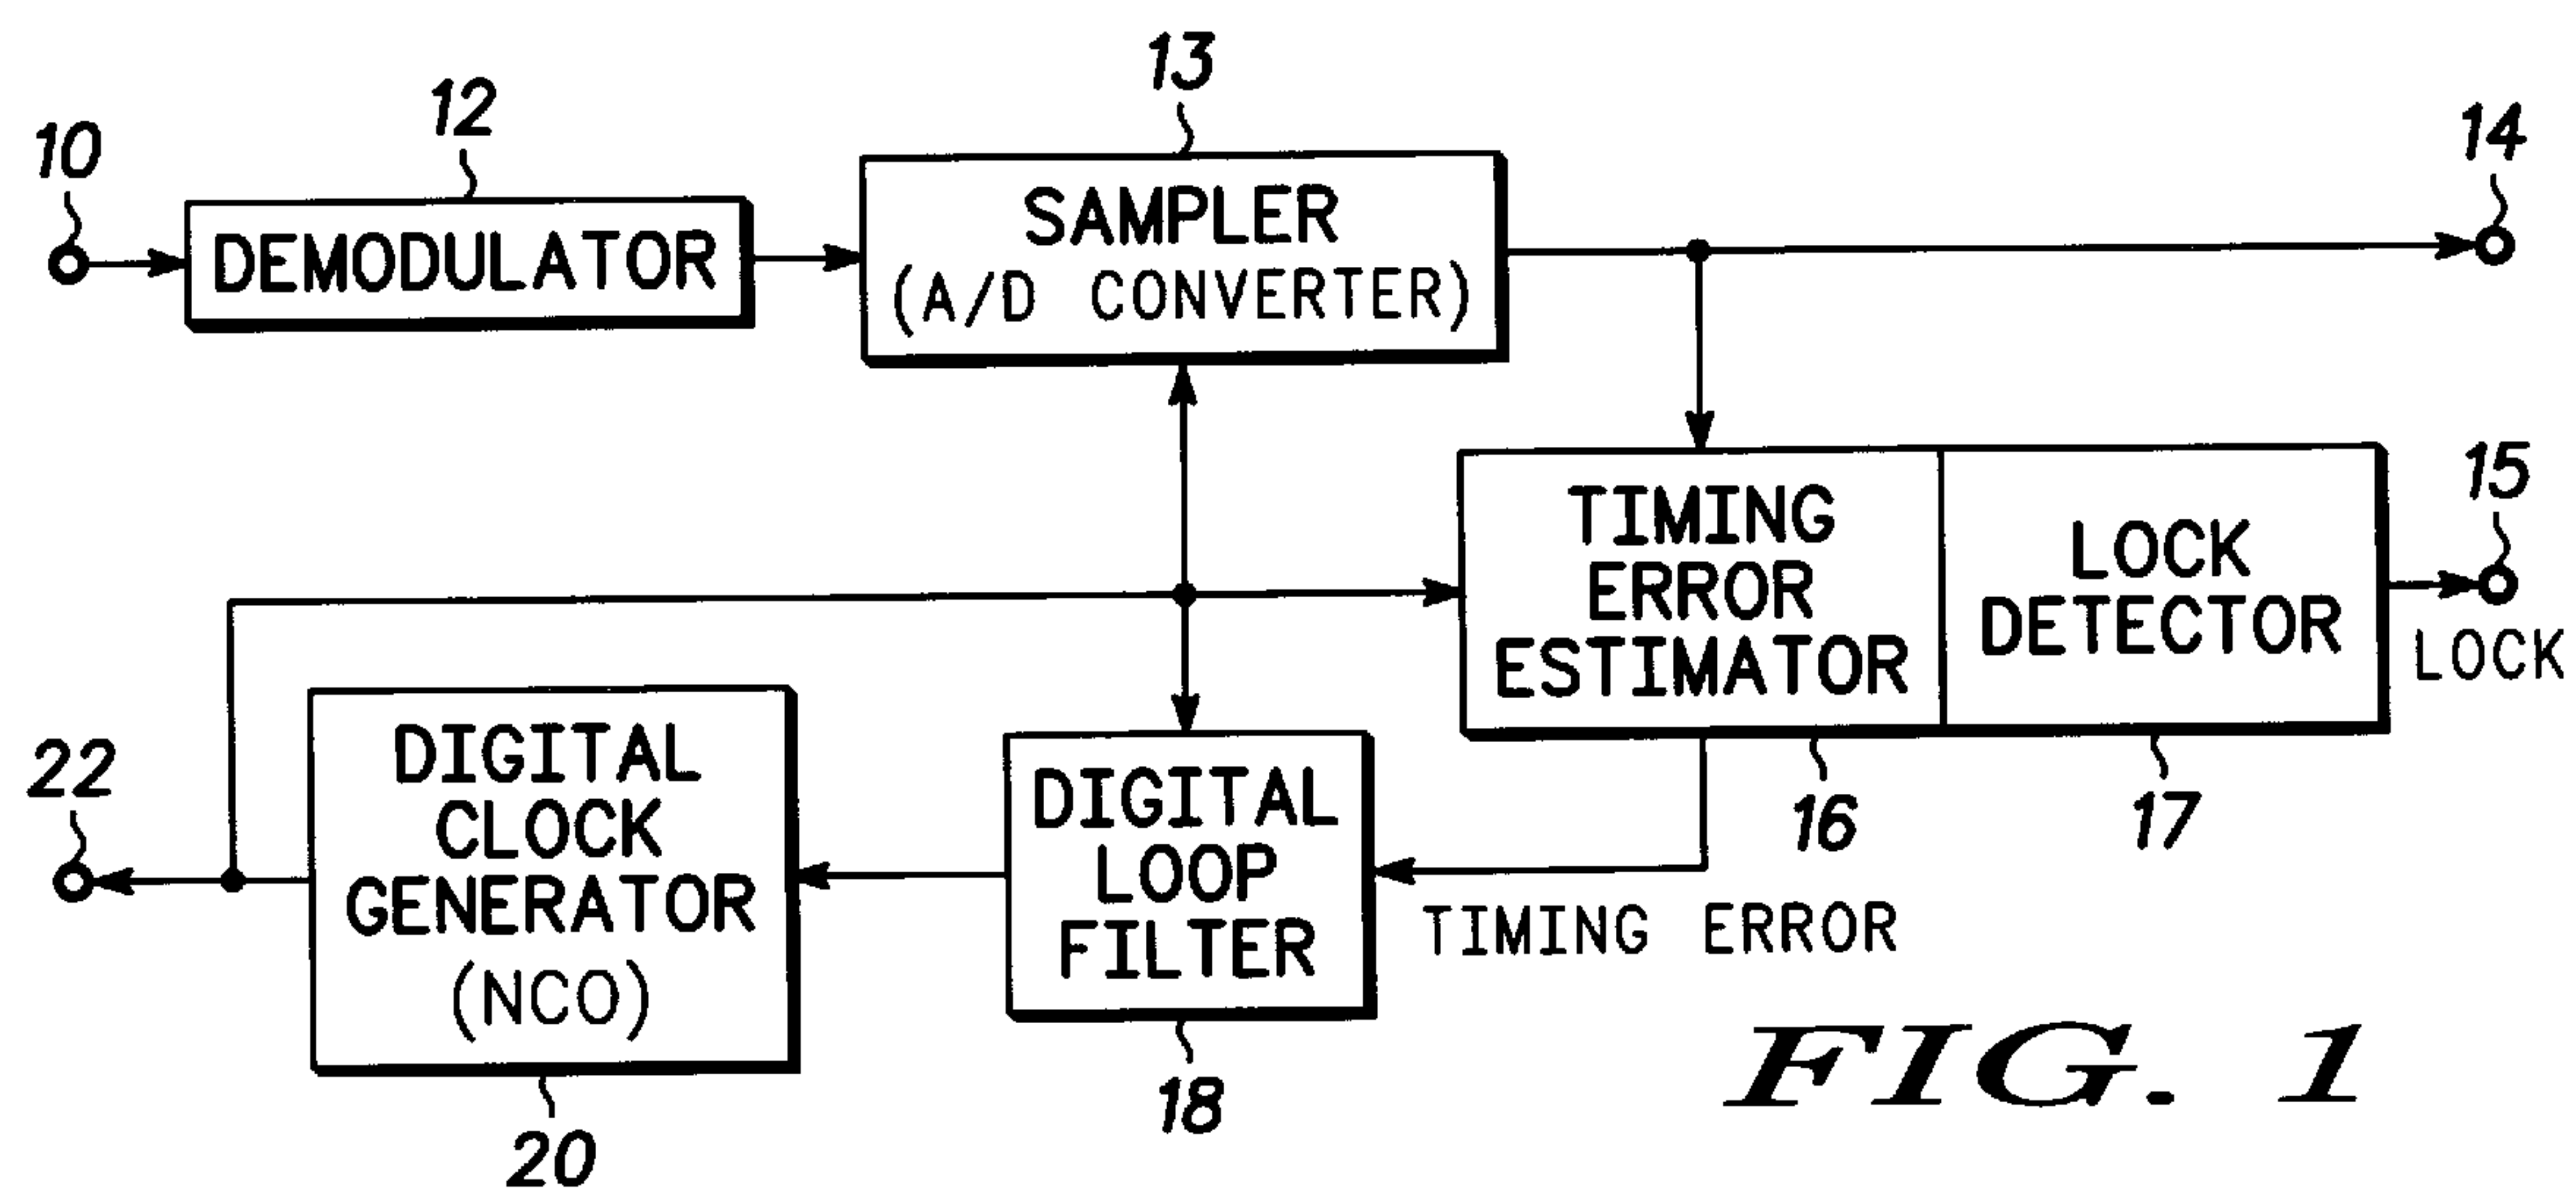 10
12
13
14
DEMODULATOR
SAMPLER
(A/D CONVERTER)
15
TIMING
ERROR
ESTIMATOR
LOCK
DETECTOR
LOCK
22
DIGITAL
CLOCK
GENERATOR
(NCO)
DIGITAL
LOOP
FILTER
16
17
TIMING ERROR
18
20
FIG. 1